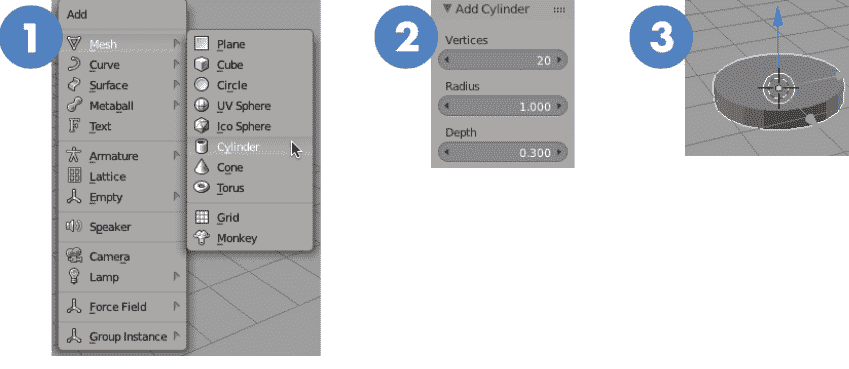 1
Add
Mesh
Curve
Surface
Metaball
Text
Armature
Lattice
Empty
Speaker
Camera
Lamp
Force Field
Group Instance
Plane
Cube
Circle
UV Sphere
Ico Sphere
Cylinder
Cone
Torus
Grid
Monkey
2
Add Cylinder
Vertices
20
Radius
1.000
Depth
0.300
3